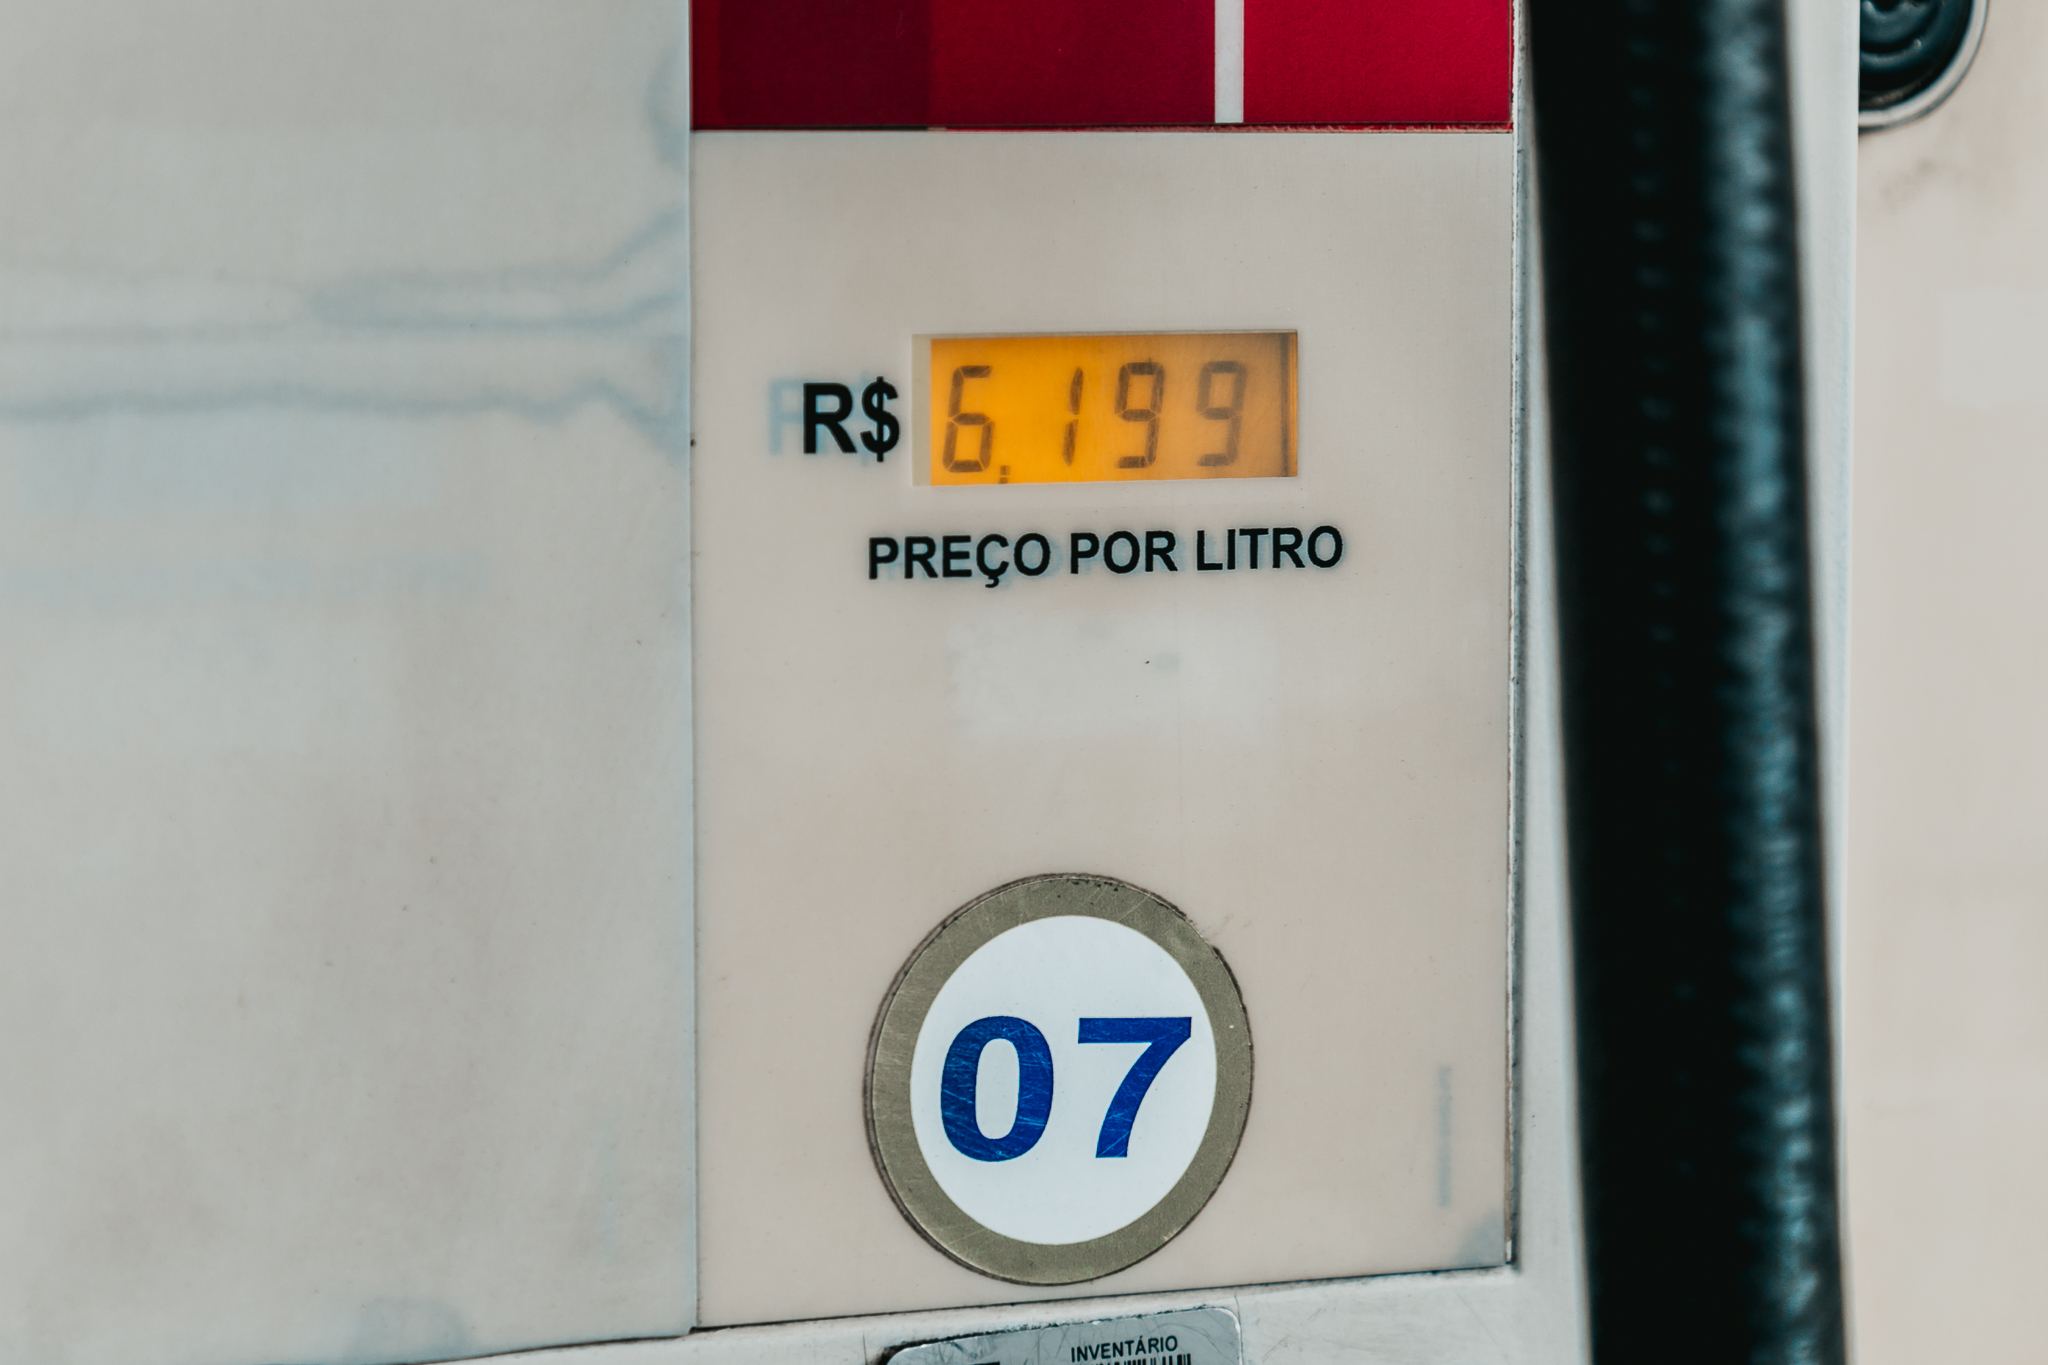 R$ 6,199
PREÇO POR LITRO
07
INVENTÁRIO